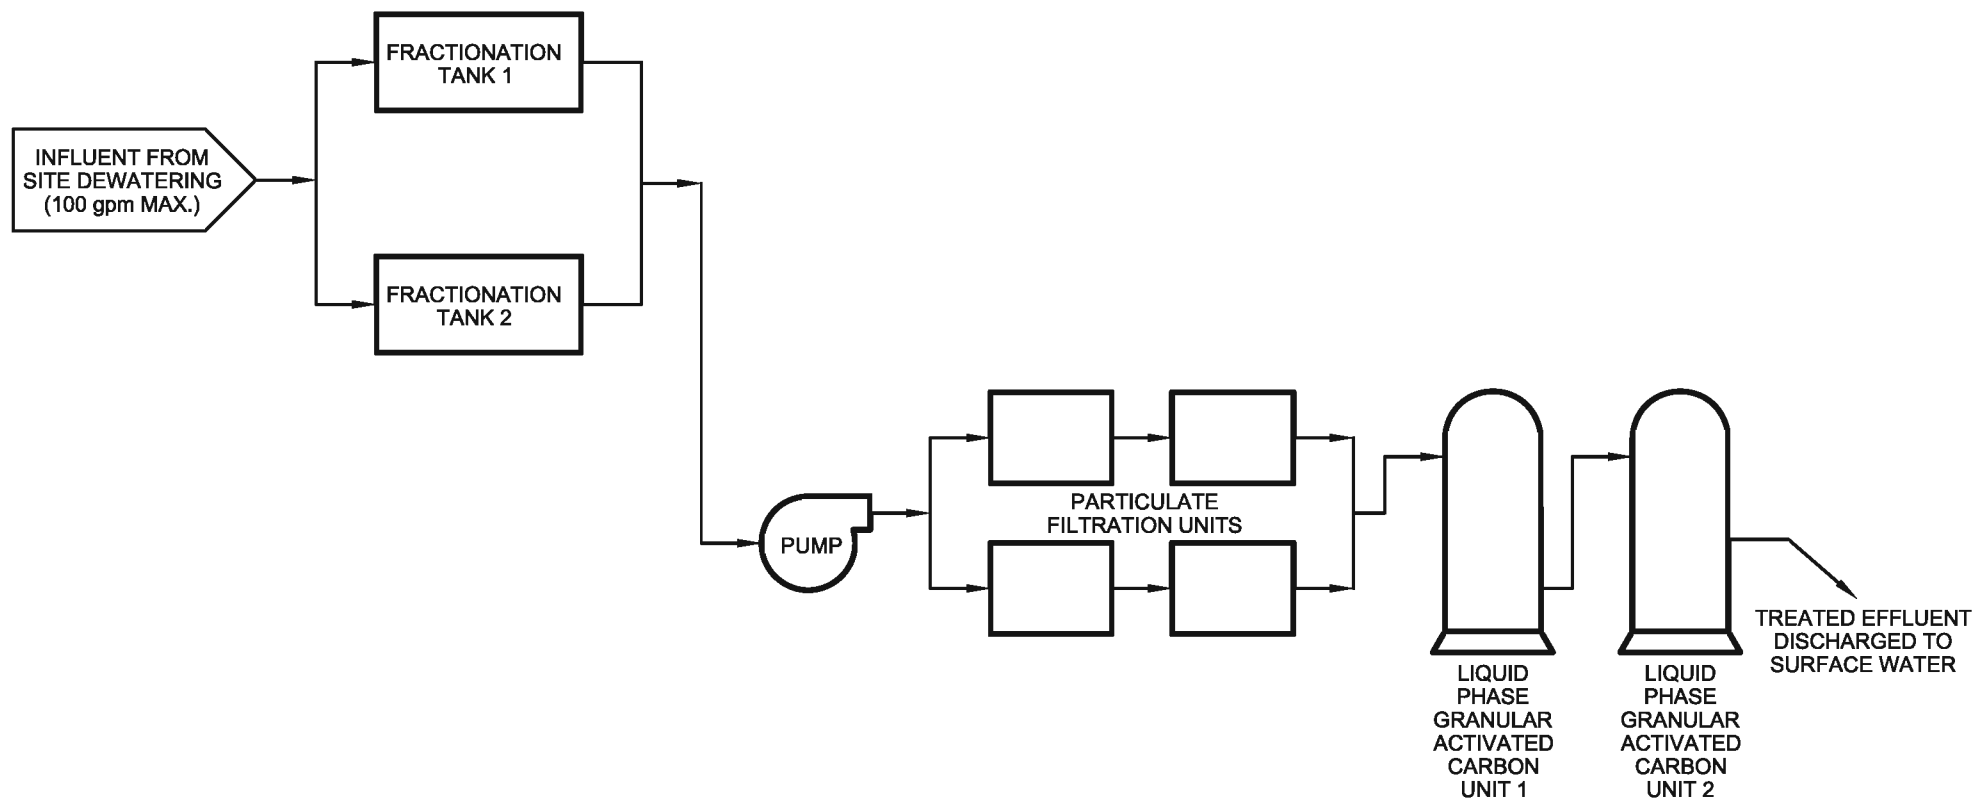 FRACTIONATION
TANK 1
INFLUENT FROM
SITE DEWATERING
(100 gpm MAX.)
FRACTIONATION
TANK 2
PUMP
PARTICULATE
FILTRATION UNITS
LIQUID
PHASE
GRANULAR
ACTIVATED
CARBON
UNIT 1
LIQUID
PHASE
GRANULAR
ACTIVATED
CARBON
UNIT 2
TREATED EFFLUENT
DISCHARGED TO
SURFACE WATER